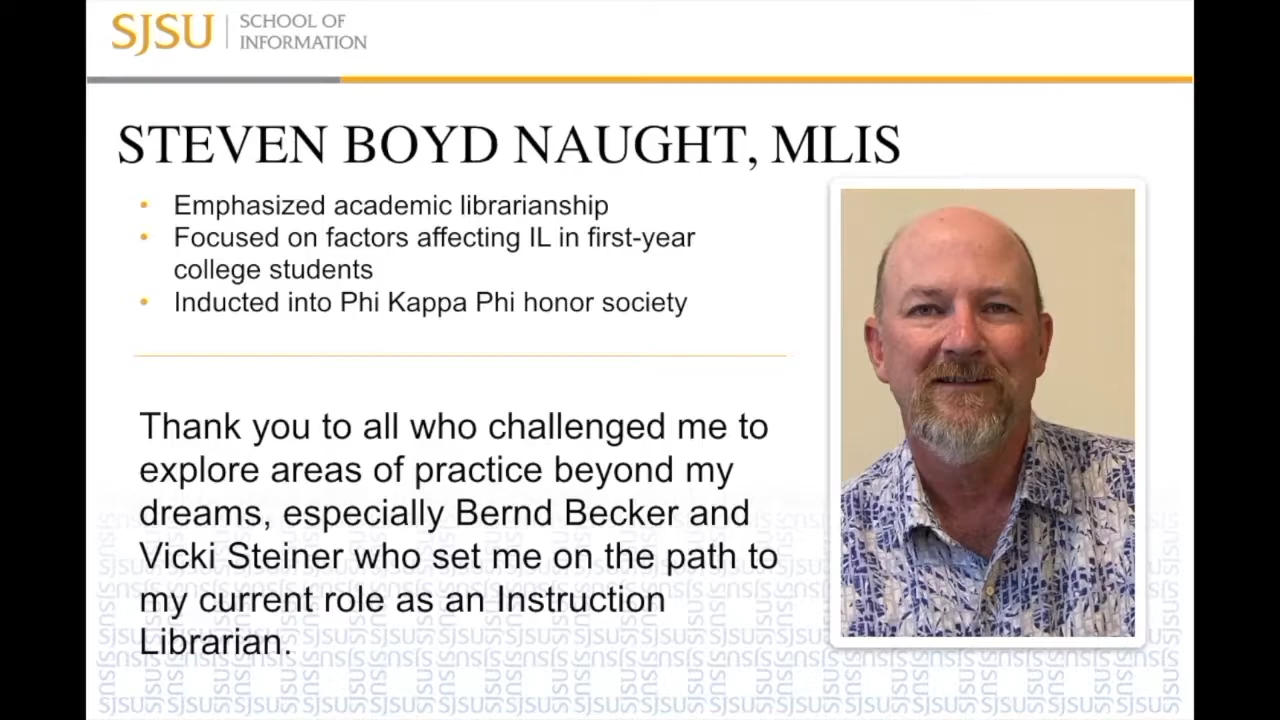 SJSU
SCHOOL OF
INFORMATION
STEVEN BOYD NAUGHT, MLIS
• Emphasized academic librarianship
• Focused on factors affecting IL in first-year
college students
• Inducted into Phi Kappa Phi honor society
Thank you to all who challenged me to
explore areas of practice beyond my
dreams, especially Bernd Becker and
Vicki Steiner who set me on the path to
my current role as an Instruction
Librarian.